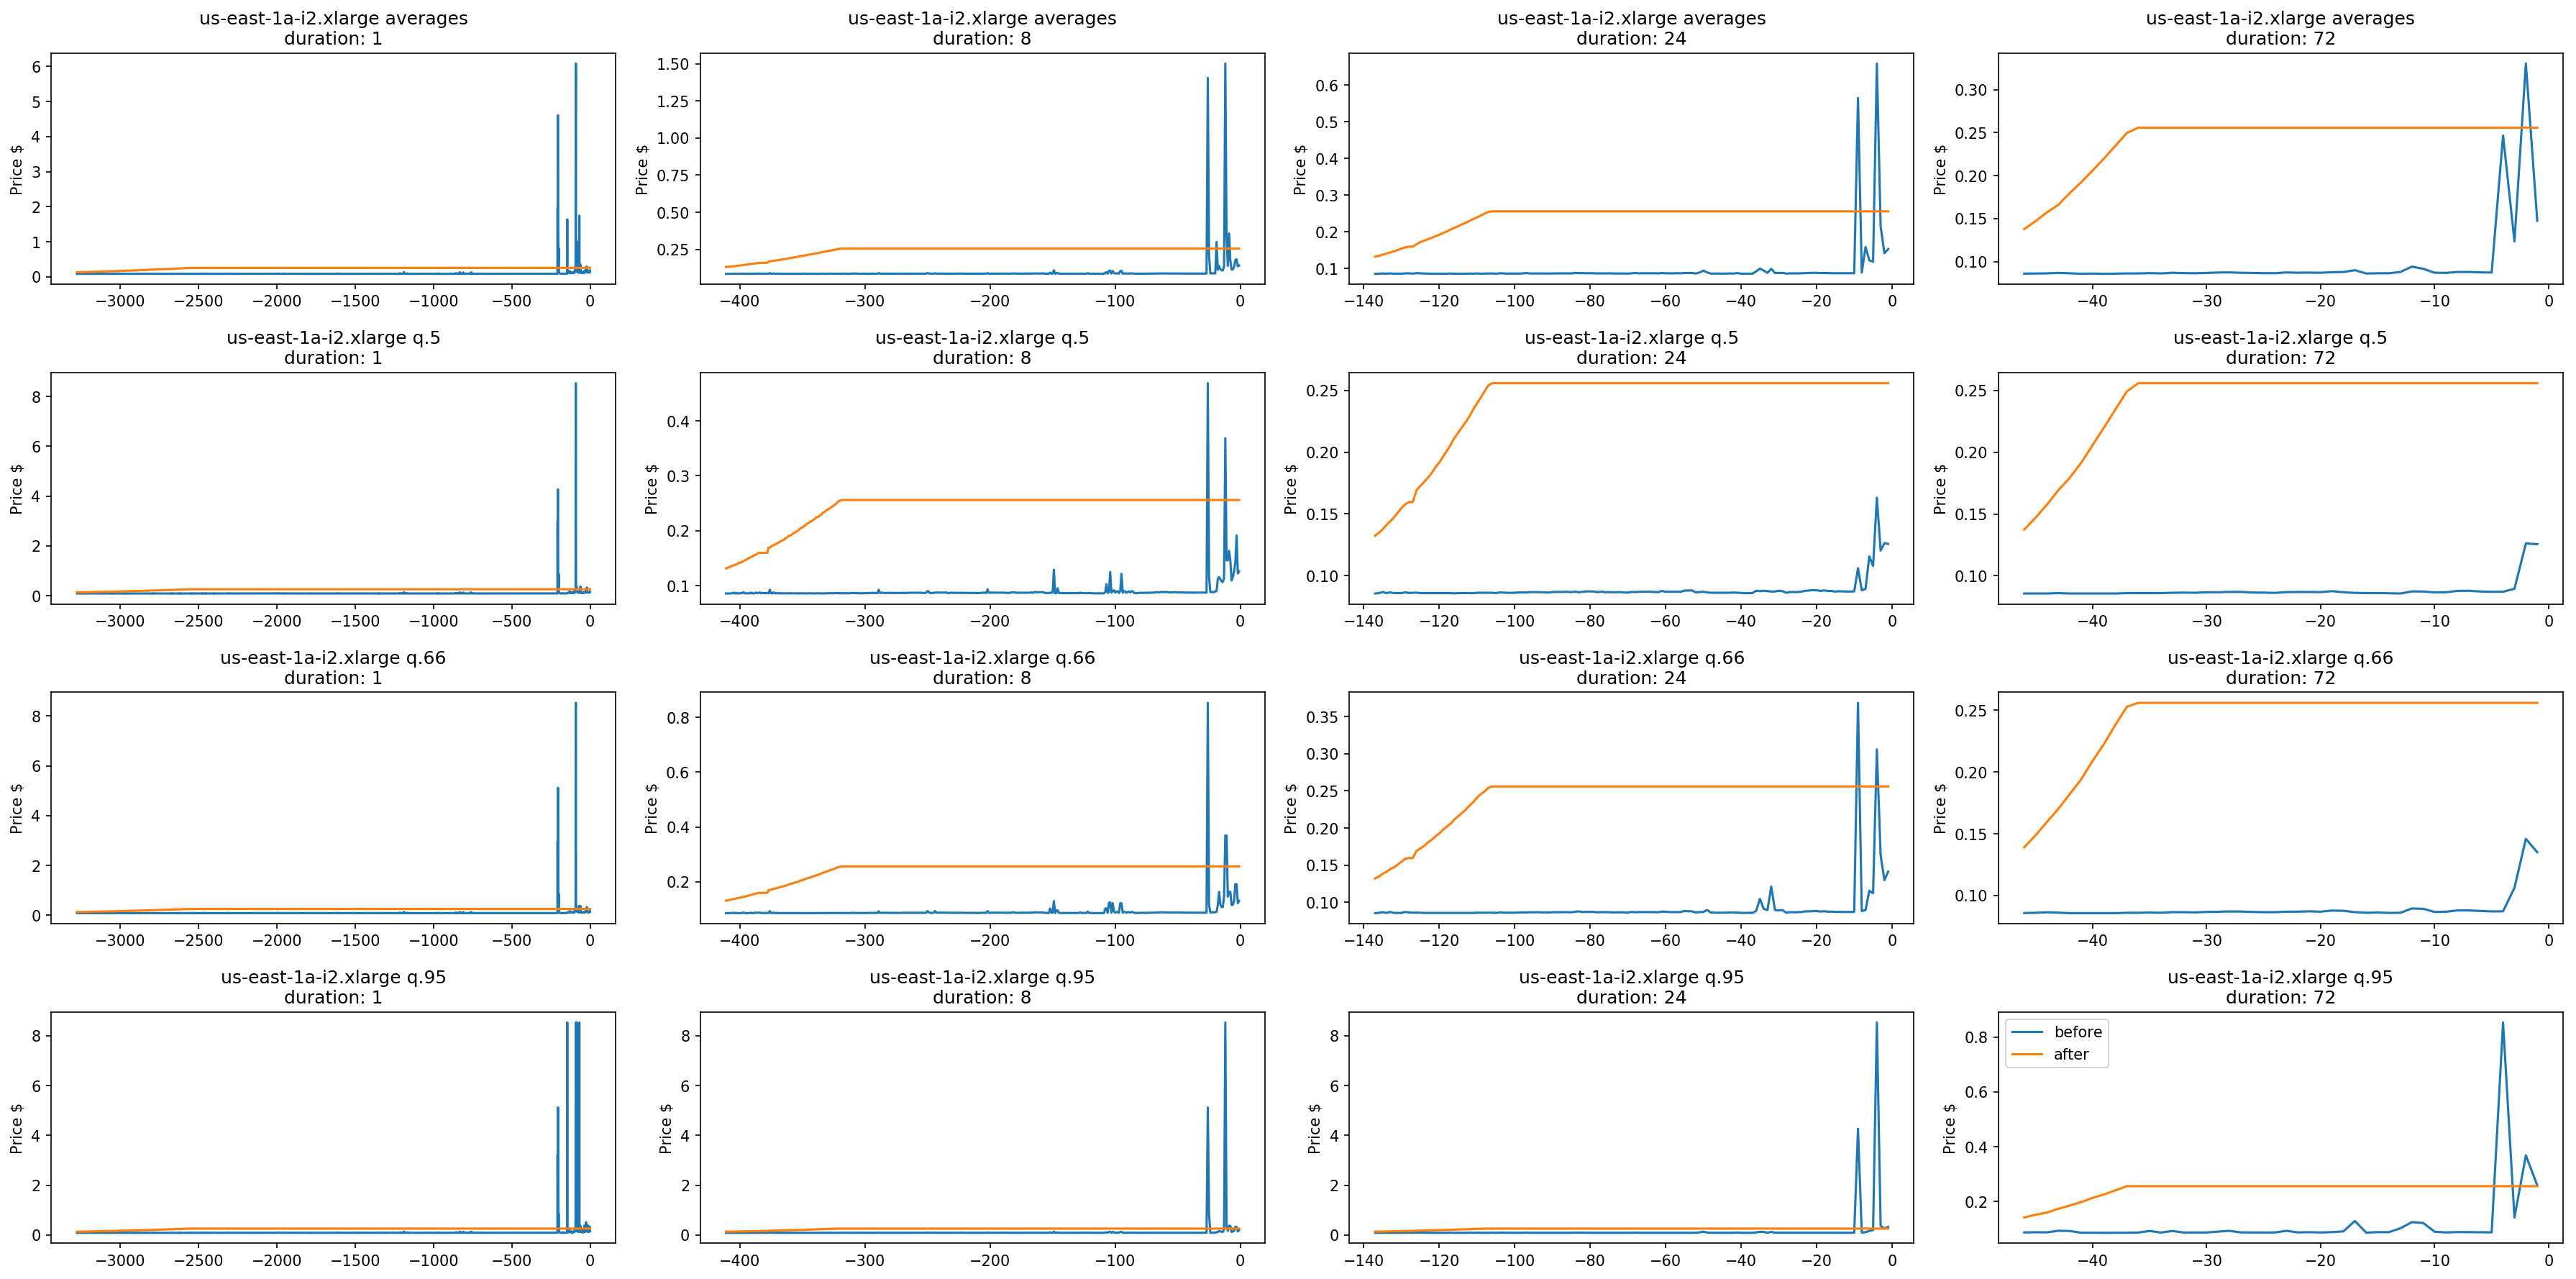 us-east-1a-i2.xlarge averages
duration: 1
Price $
6
5
4
3
2
1
0
−3000 −2500 −2000 −1500 −1000 −500 0
us-east-1a-i2.xlarge averages
duration: 8
Price $
1.50
1.25
1.00
0.75
0.50
0.25
−400 −300 −200 −100 0
us-east-1a-i2.xlarge averages
duration: 24
Price $
0.6
0.5
0.4
0.3
0.2
0.1
−140 −120 −100 −80 −60 −40 −20 0
us-east-1a-i2.xlarge averages
duration: 72
Price $
0.30
0.25
0.20
0.15
0.10
−40 −30 −20 −10 0
us-east-1a-i2.xlarge q.5
duration: 1
Price $
8
6
4
2
0
−3000 −2500 −2000 −1500 −1000 −500 0
us-east-1a-i2.xlarge q.5
duration: 8
Price $
0.4
0.3
0.2
0.1
−400 −300 −200 −100 0
us-east-1a-i2.xlarge q.5
duration: 24
Price $
0.25
0.20
0.15
0.10
−140 −120 −100 −80 −60 −40 −20 0
us-east-1a-i2.xlarge q.5
duration: 72
Price $
0.25
0.20
0.15
0.10
−40 −30 −20 −10 0
us-east-1a-i2.xlarge q.66
duration: 1
Price $
8
6
4
2
0
−3000 −2500 −2000 −1500 −1000 −500 0
us-east-1a-i2.xlarge q.66
duration: 8
Price $
0.8
0.6
0.4
0.2
−400 −300 −200 −100 0
us-east-1a-i2.xlarge q.66
duration: 24
Price $
0.35
0.30
0.25
0.20
0.15
0.10
−140 −120 −100 −80 −60 −40 −20 0
us-east-1a-i2.xlarge q.66
duration: 72
Price $
0.25
0.20
0.15
0.10
−40 −30 −20 −10 0
us-east-1a-i2.xlarge q.95
duration: 1
Price $
8
6
4
2
0
−3000 −2500 −2000 −1500 −1000 −500 0
us-east-1a-i2.xlarge q.95
duration: 8
Price $
8
6
4
2
0
−400 −300 −200 −100 0
us-east-1a-i2.xlarge q.95
duration: 24
Price $
8
6
4
2
0
−140 −120 −100 −80 −60 −40 −20 0
us-east-1a-i2.xlarge q.95
duration: 72
Price $
before
after
0.8
0.6
0.4
0.2
−40 −30 −20 −10 0